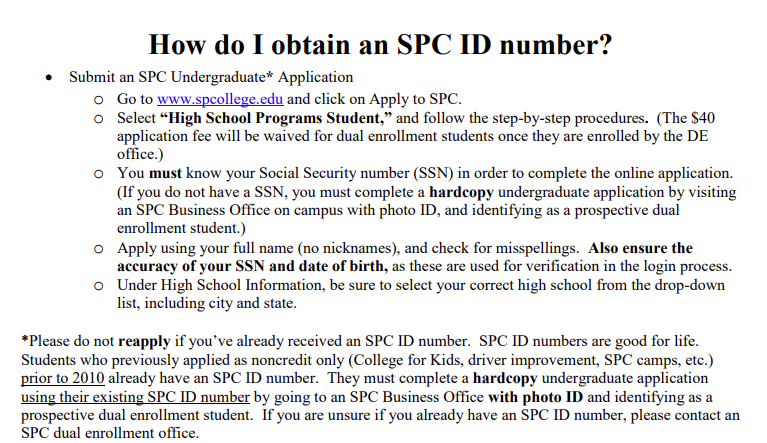 How do I obtain an SPC ID number?
• Submit an SPC Undergraduate* Application
o Go to www.spcollege.edu and click on Apply to SPC.
o Select “High School Programs Student,” and follow the step-by-step procedures. (The $40
application fee will be waived for dual enrollment students once they are enrolled by the DE
office.)
o You must know your Social Security number (SSN) in order to complete the online application.
(If you do not have a SSN, you must complete a hardcopy undergraduate application by visiting
an SPC Business Office on campus with photo ID, and identifying as a prospective dual
enrollment student.)
o Apply using your full name (no nicknames), and check for misspellings. Also ensure the
accuracy of your SSN and date of birth, as these are used for verification in the login process.
o Under High School Information, be sure to select your correct high school from the drop-down
list, including city and state.
*Please do not reapply if you’ve already received an SPC ID number. SPC ID numbers are good for life.
Students who previously applied as noncredit only (College for Kids, driver improvement, SPC camps, etc.)
prior to 2010 already have an SPC ID number. They must complete a hardcopy undergraduate application
using their existing SPC ID number by going to an SPC Business Office with photo ID and identifying as a
prospective dual enrollment student. If you are unsure if you already have an SPC ID number, please contact an
SPC dual enrollment office.